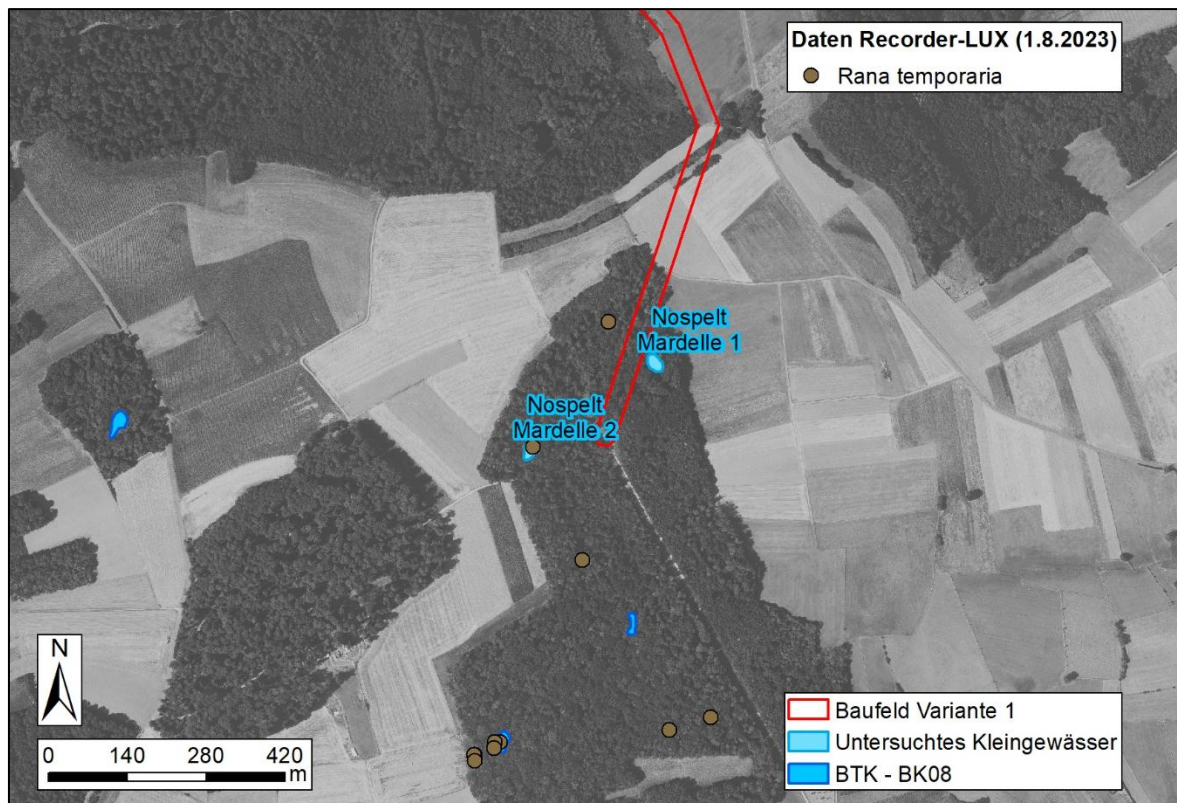 Daten Recorder-LUX (1.8.2023)
Rana temporaria
Nospelt
Mardelle 1
Nospelt
Mardelle 2
N
0 140 280 420
m
Baufeld Variante 1
Untersuchtes Kleingewässer
BTK - BK08